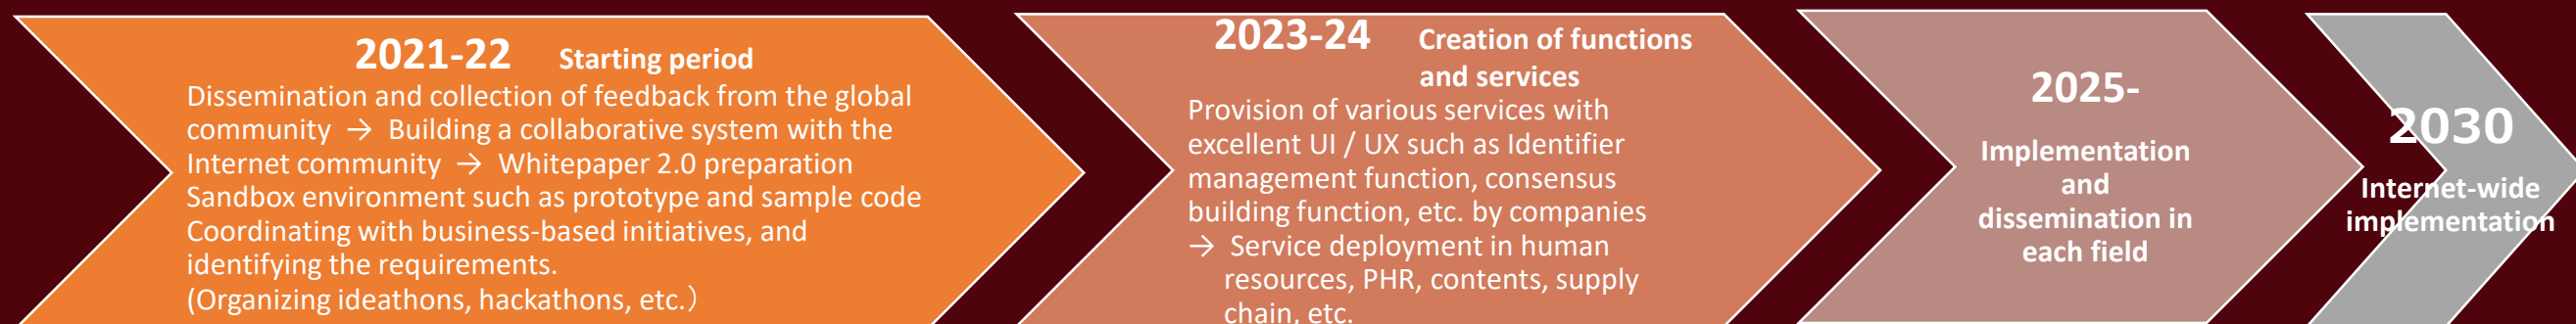 2021-22 Starting period
Dissemination and collection of feedback from the global
community → Building a collaborative system with the
Internet community → Whitepaper 2.0 preparation
Sandbox environment such as prototype and sample code
Coordinating with business-based initiatives, and
identifying the requirements.
(Organizing ideathons, hackathons, etc.）
2023-24 Creation of functions
and services
Provision of various services with
excellent UI / UX such as Identifier
management function, consensus
building function, etc. by companies
→ Service deployment in human
resources, PHR, contents, supply
chain, etc.
2025-
Implementation
and
dissemination in
each field
2030
Internet-wide
implementation